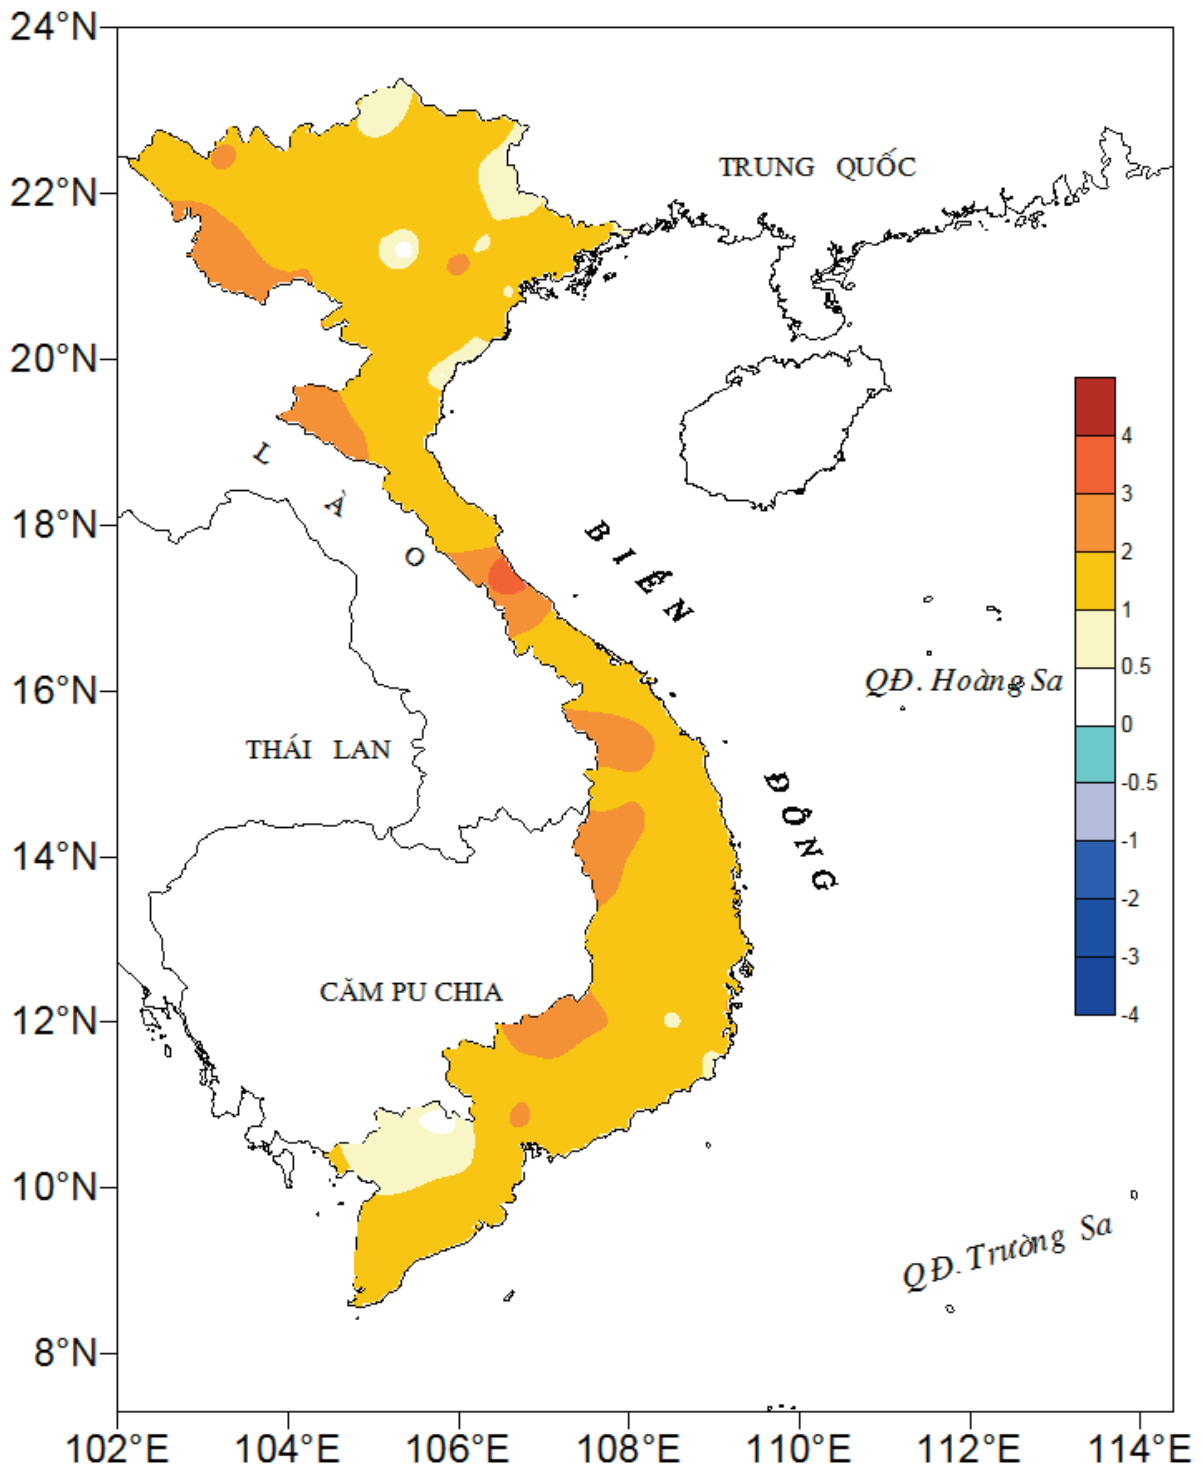 24°N
22°N
20°N
18°N
16°N
14°N
12°N
10°N
8°N
102°E
104°E
106°E
108°E
110°E
112°E
114°E
TRUNG QUỐC
L À O
BIỂN
ĐÔNG
QĐ. Hoàng Sa
THÁI LAN
CĂM PU CHIA
QĐ. Trường Sa
4
3
2
1
0.5
0
-0.5
-1
-2
-3
-4